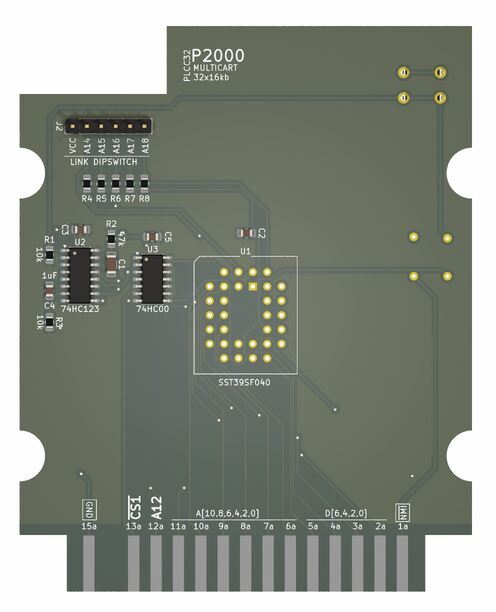 P2000
PLCC32
MULTICART
32x16kb
J2
VCC
A14
A15
A16
A17
A18
LINK DIPSWITCH
R4 R5 R6 R7 R8
R1
10k
C3
U2
R2
47k
C1
U3
C5
C2
U1
1uF
C4
74HC123
74HC00
10k
R3
SST39SF040
GND
CS1
A12
A[10,8,6,4,2,0]
D[6,4,2,0]
INN
15a 13a 12a 11a 10a 9a 8a 7a 6a 5a 4a 3a 2a 1a